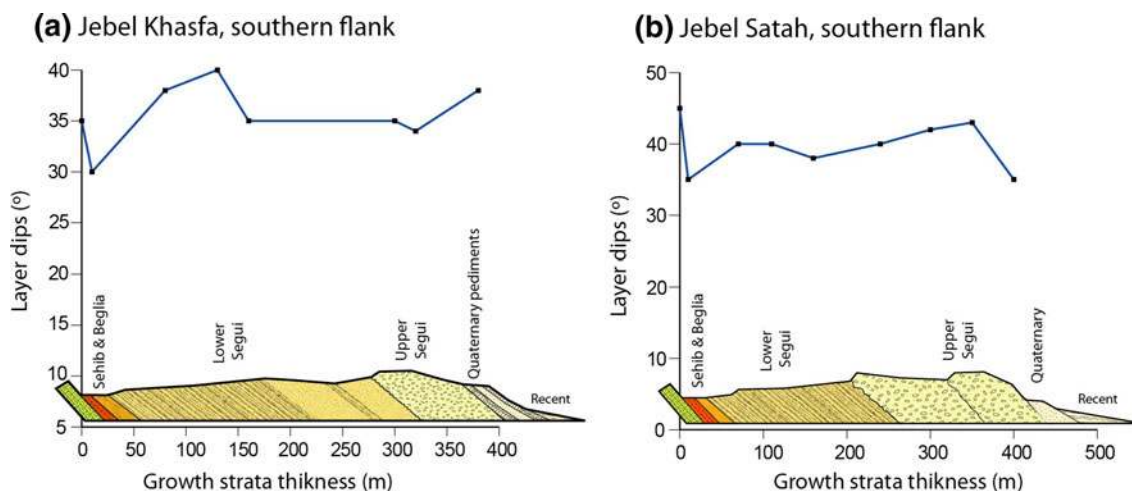 (a) Jebel Khasfa, southern flank
40
35
30
25
20
15
10
5
Layer dips (º)
Sehib & Beglia
Lower
Segui
Upper
Segui
Quaternary pediments
Recent
0 50 100 150 200 250 300 350 400
Growth strata thikness (m)
(b) Jebel Satah, southern flank
50
40
30
20
10
0
Layer dips (º)
Sehib & Beglia
Lower
Segui
Upper
Segui
Quaternary
Recent
0 100 200 300 400 500
Growth strata thikness (m)